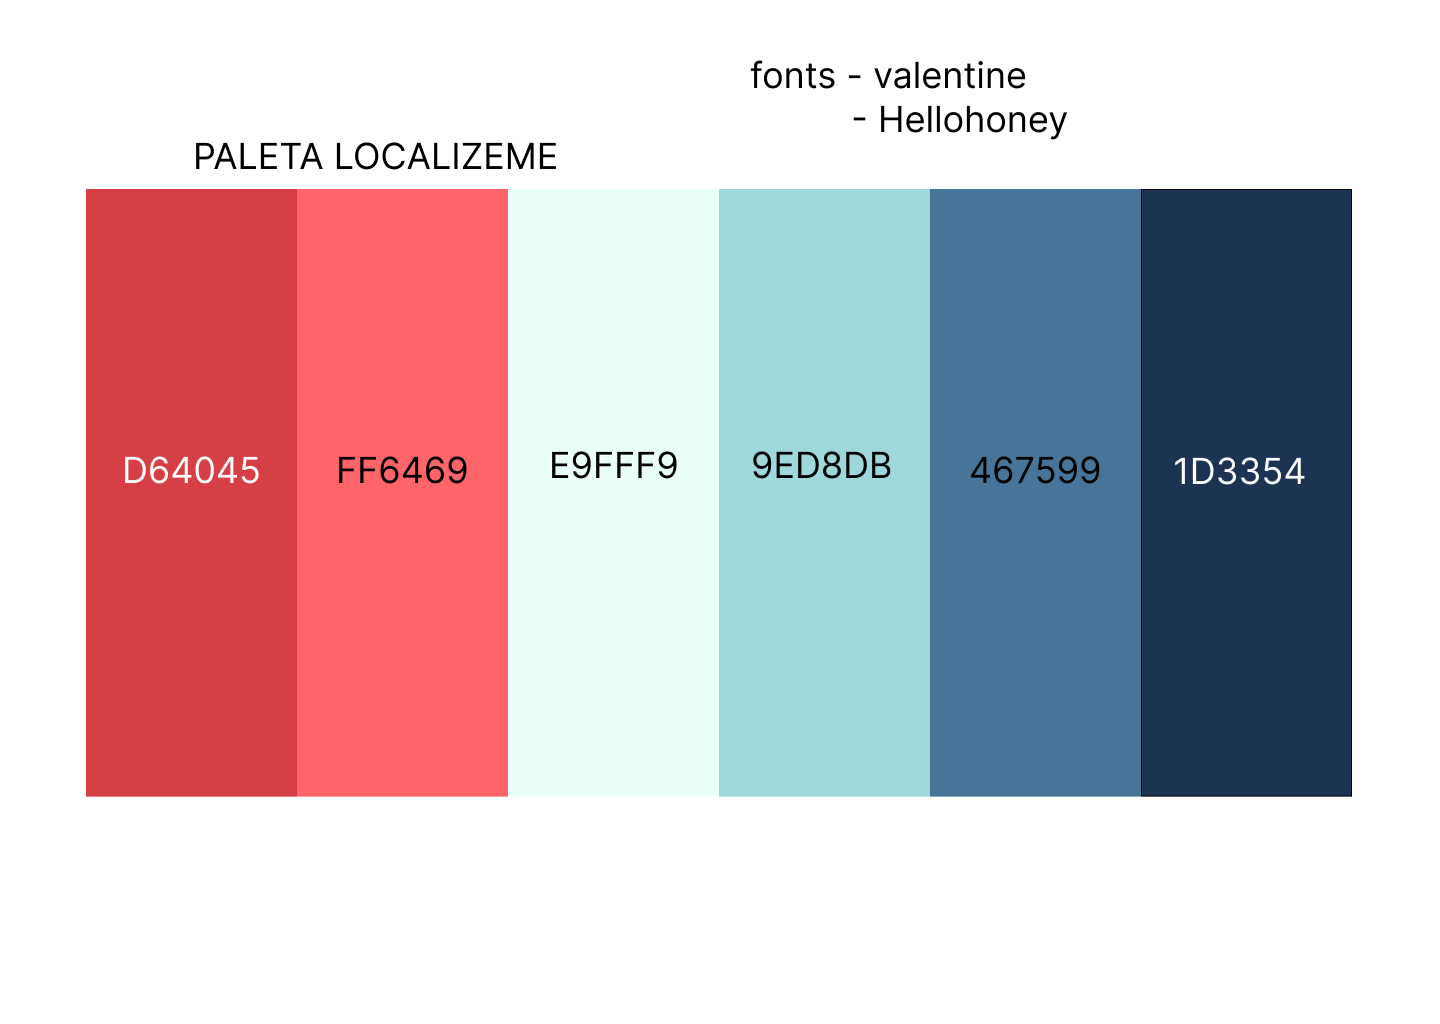 fonts - valentine
- Hellohoney
PALETA LOCALIZEME
D64045
FF6469
E9FFF9
9ED8DB
467599
1D3354